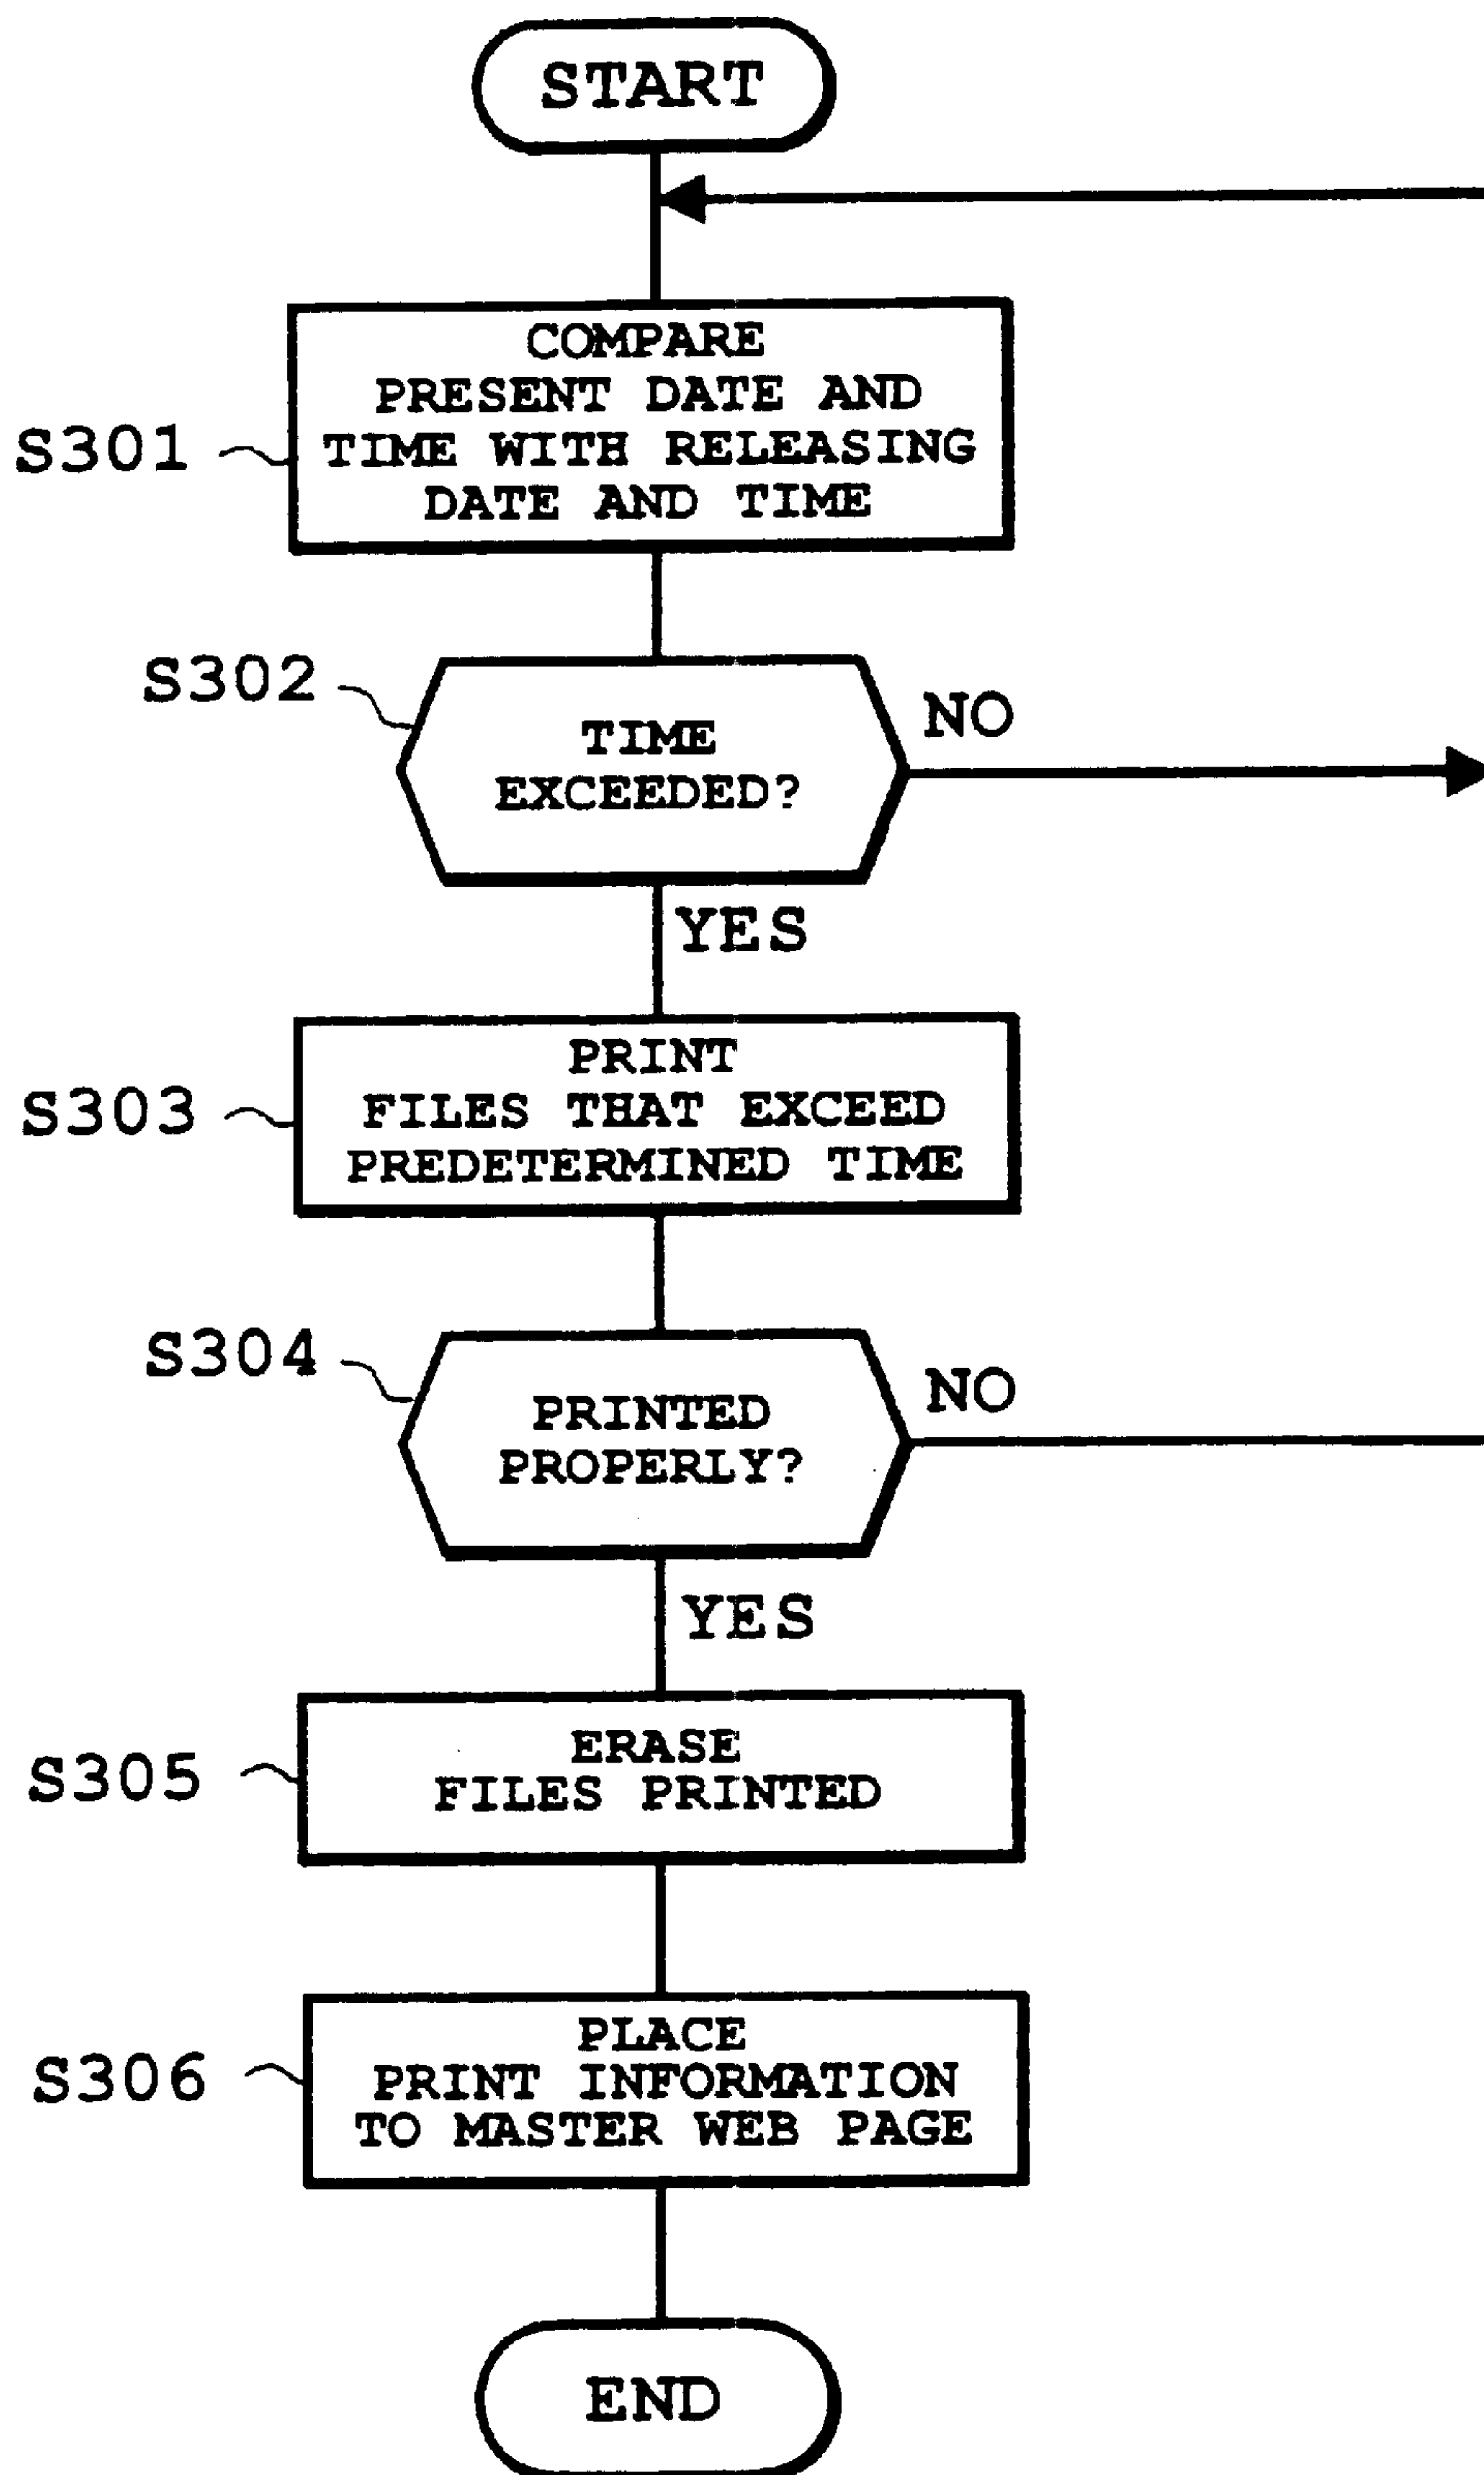 START
COMPARE
PRESENT DATE AND
S301 TIME WITH RELEASING
DATE AND TIME
S302
NO
TIME
EXCEEDED?
YES
PRINT
S303 FILES THAT EXCEED
PREDETERMINED TIME
S304
NO
PRINTED
PROPERLY?
YES
ERASE
S305 FILES PRINTED
PLACE
S306 PRINT INFORMATION
TO MASTER WEB PAGE
END